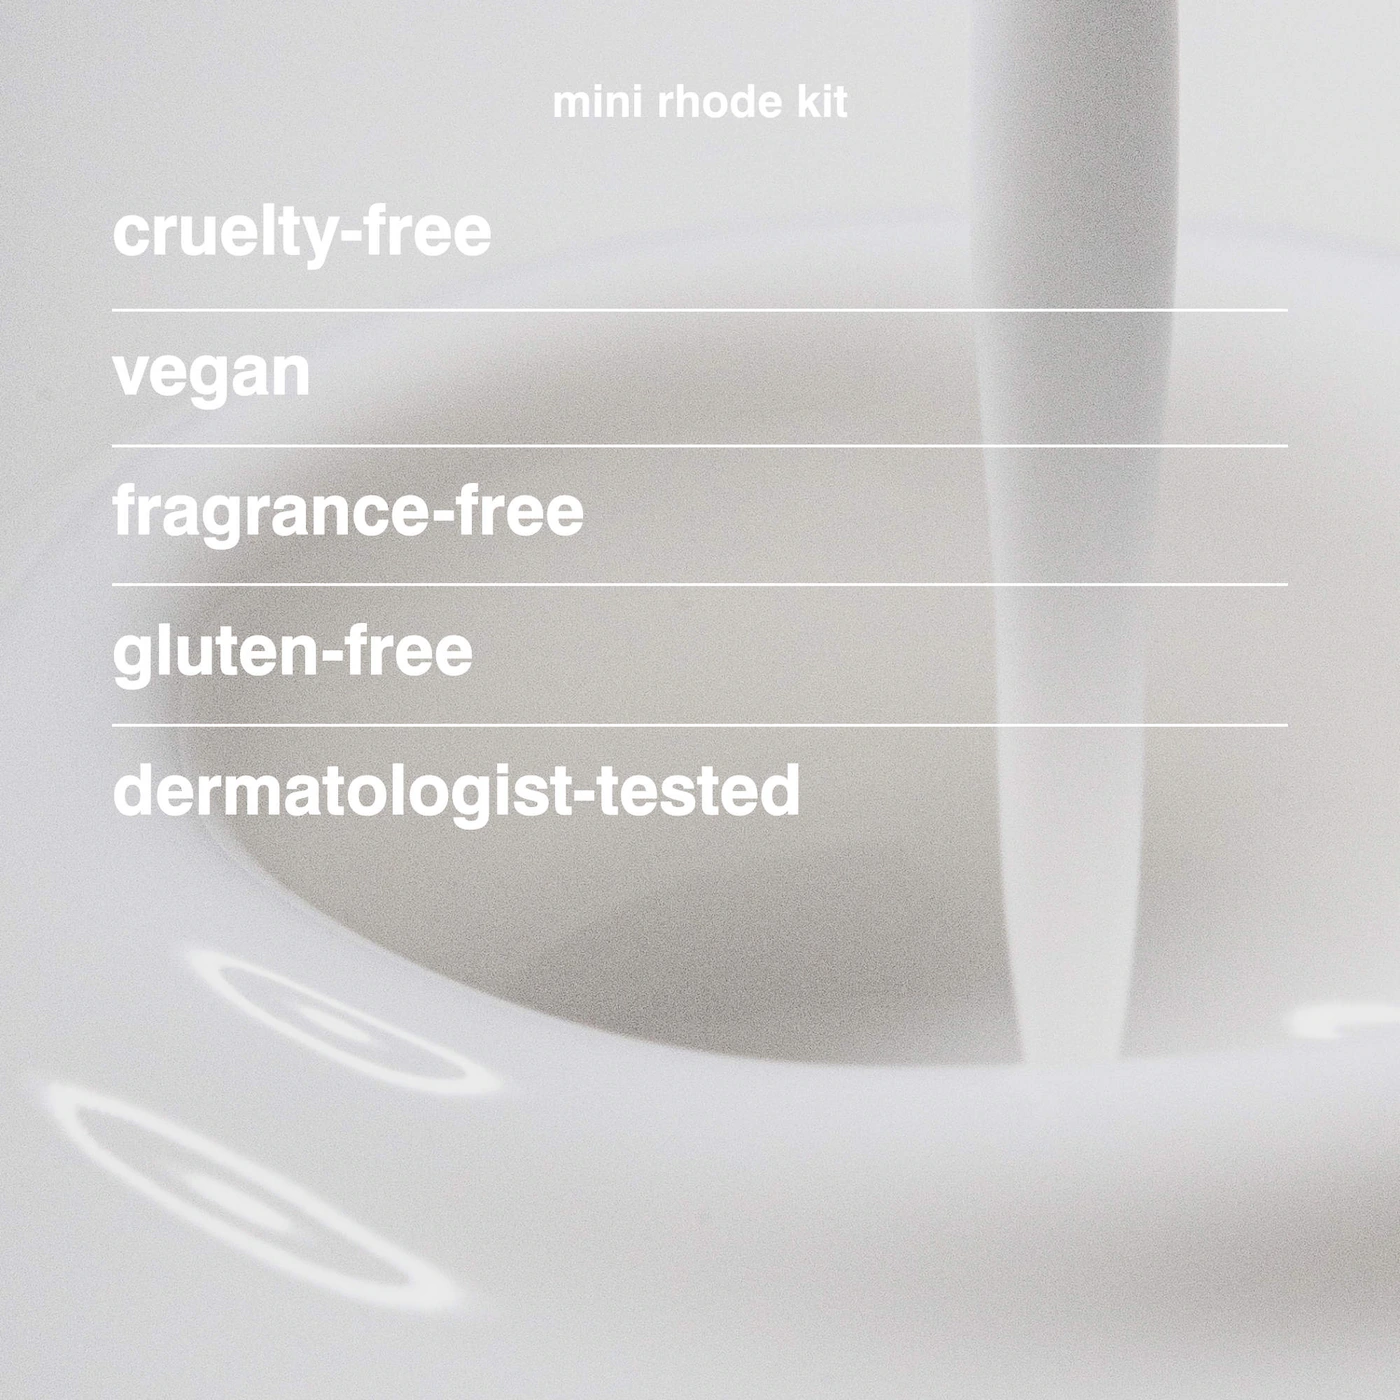 mini rhode kit
cruelty-free
vegan
fragrance-free
gluten-free
dermatologist-tested